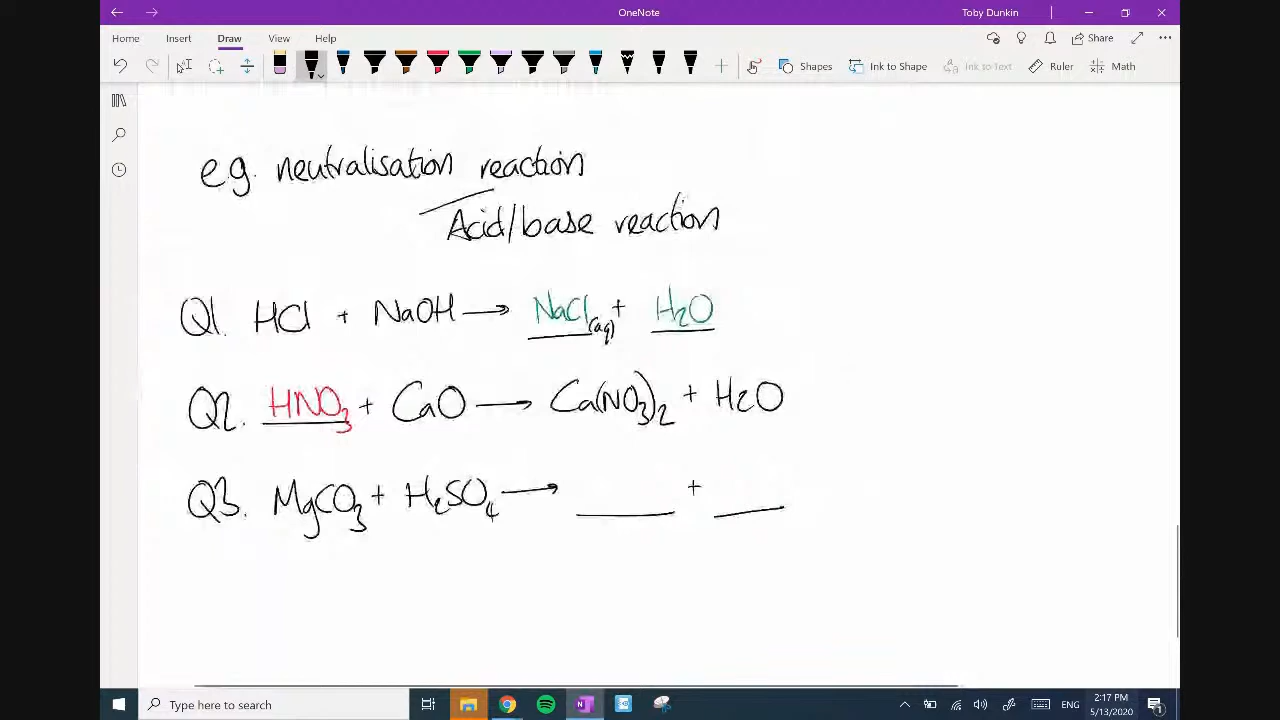 OneNote
Toby Dunkin
Home Insert Draw View Help
Share
Shapes Ink to Shape Ink to Text Ruler Math
e.g. neutralisation reaction
Acid/base reaction
Q1. HCl + NaOH → NaCl(aq) + H₂O
Q2. HNO₃ + CaO → Ca(NO₃)₂ + H₂O
Q3. MgCO₃ + H₂SO₄ → ____ + ____
Type here to search
ENG
2:17 PM
5/13/2020
1